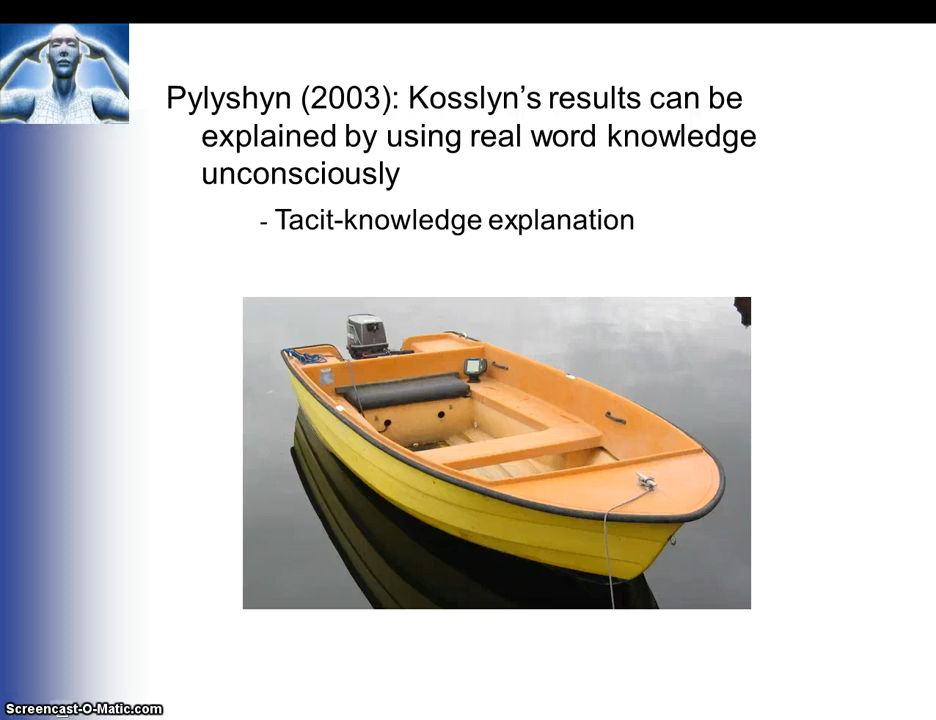 Pylyshyn (2003): Kosslyn’s results can be
explained by using real word knowledge
unconsciously
- Tacit-knowledge explanation
Screencast-O-Matic.com